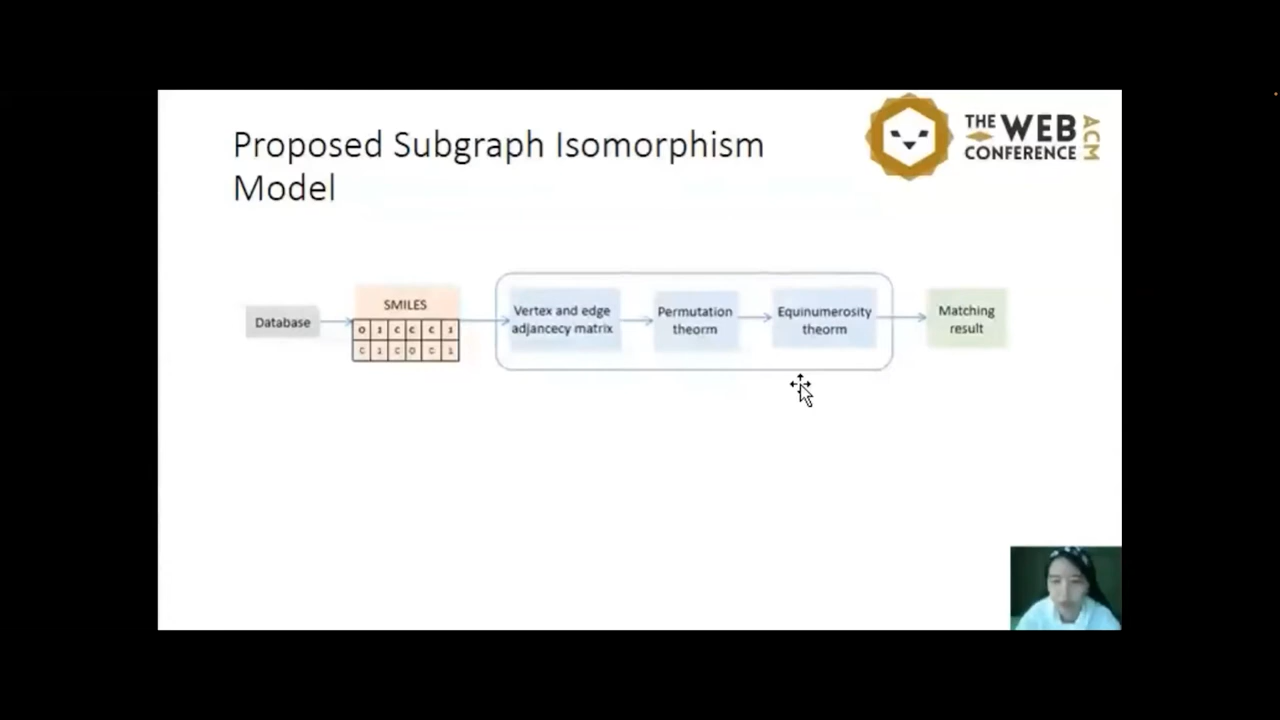 Proposed Subgraph Isomorphism
Model
THE WEB
CONFERENCE
ACM
Database
SMILES
O 1 C C C 1
C 1 C O C 1
Vertex and edge
adjancecy matrix
Permutation
theorm
Equinumerosity
theorm
Matching
result